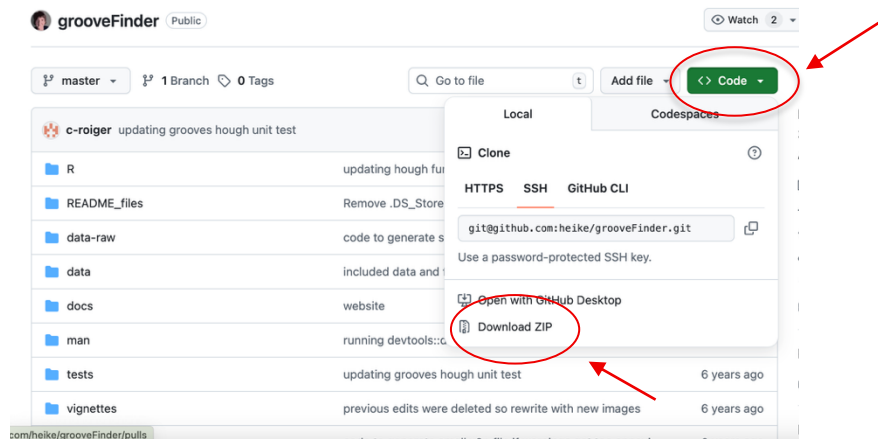 grooveFinder Public
Watch 2
master 1 Branch 0 Tags Go to file t Add file <> Code
Local Codespaces
c-roiger updating grooves hough unit test
Clone
R updating hough
HTTPS SSH GitHub CLI
README_files Remove .DS_Store
git@github.com:heike/grooveFinder.git
data-raw code to generate
Use a password-protected SSH key.
data included data and
Open with GitHub Desktop
docs website
Download ZIP
man running devtools::
tests updating grooves hough unit test 6 years ago
vignettes previous edits were deleted so rewrite with new images 6 years ago
com/heike/grooveFinder/pulls